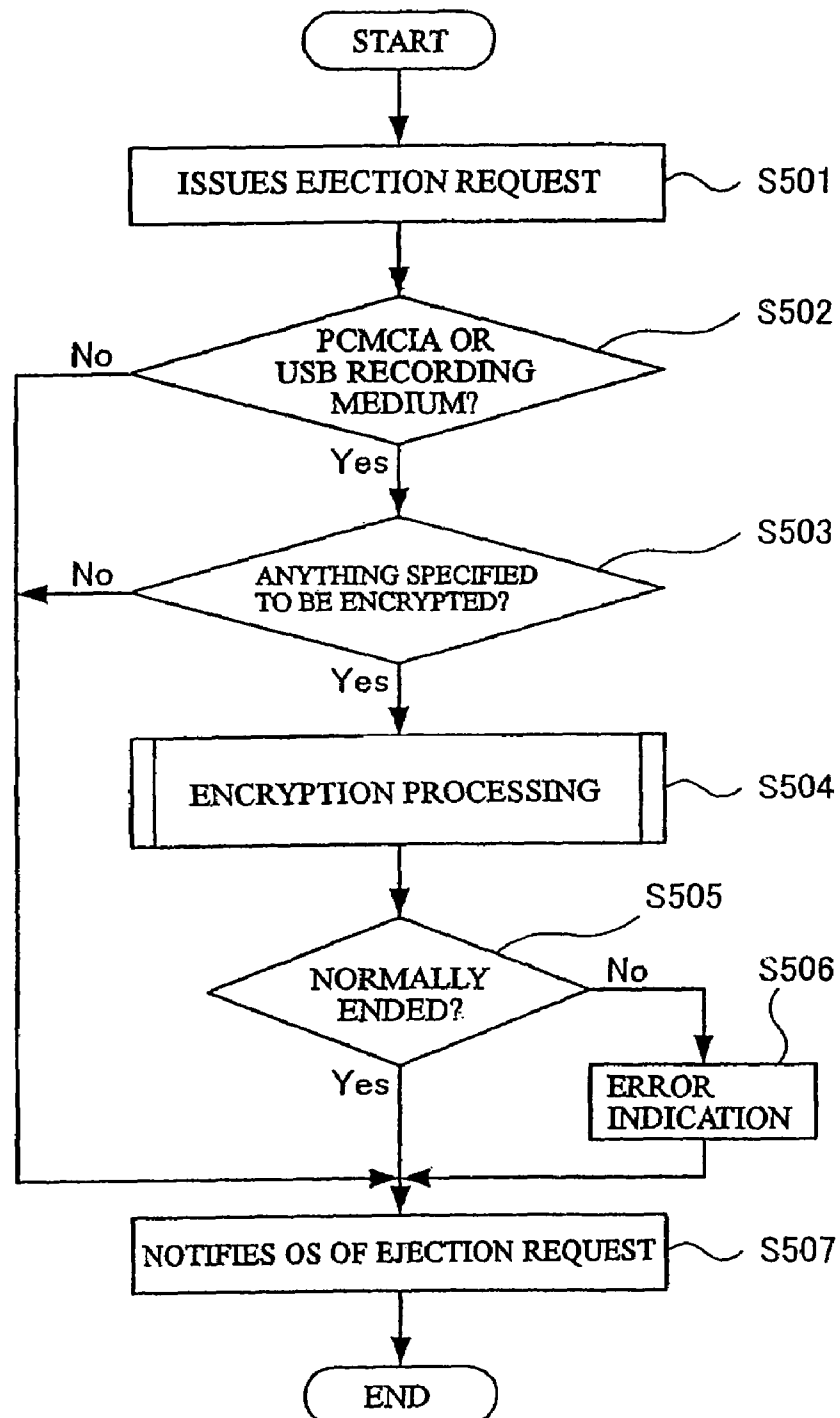 START
ISSUES EJECTION REQUEST
S501
S502
PCMCIA OR
USB RECORDING
MEDIUM?
No
Yes
S503
ANYTHING SPECIFIED
TO BE ENCRYPTED?
No
Yes
ENCRYPTION PROCESSING
S504
S505
NORMALLY
ENDED?
No
S506
Yes
ERROR
INDICATION
NOTIFIES OS OF EJECTION REQUEST
S507
END